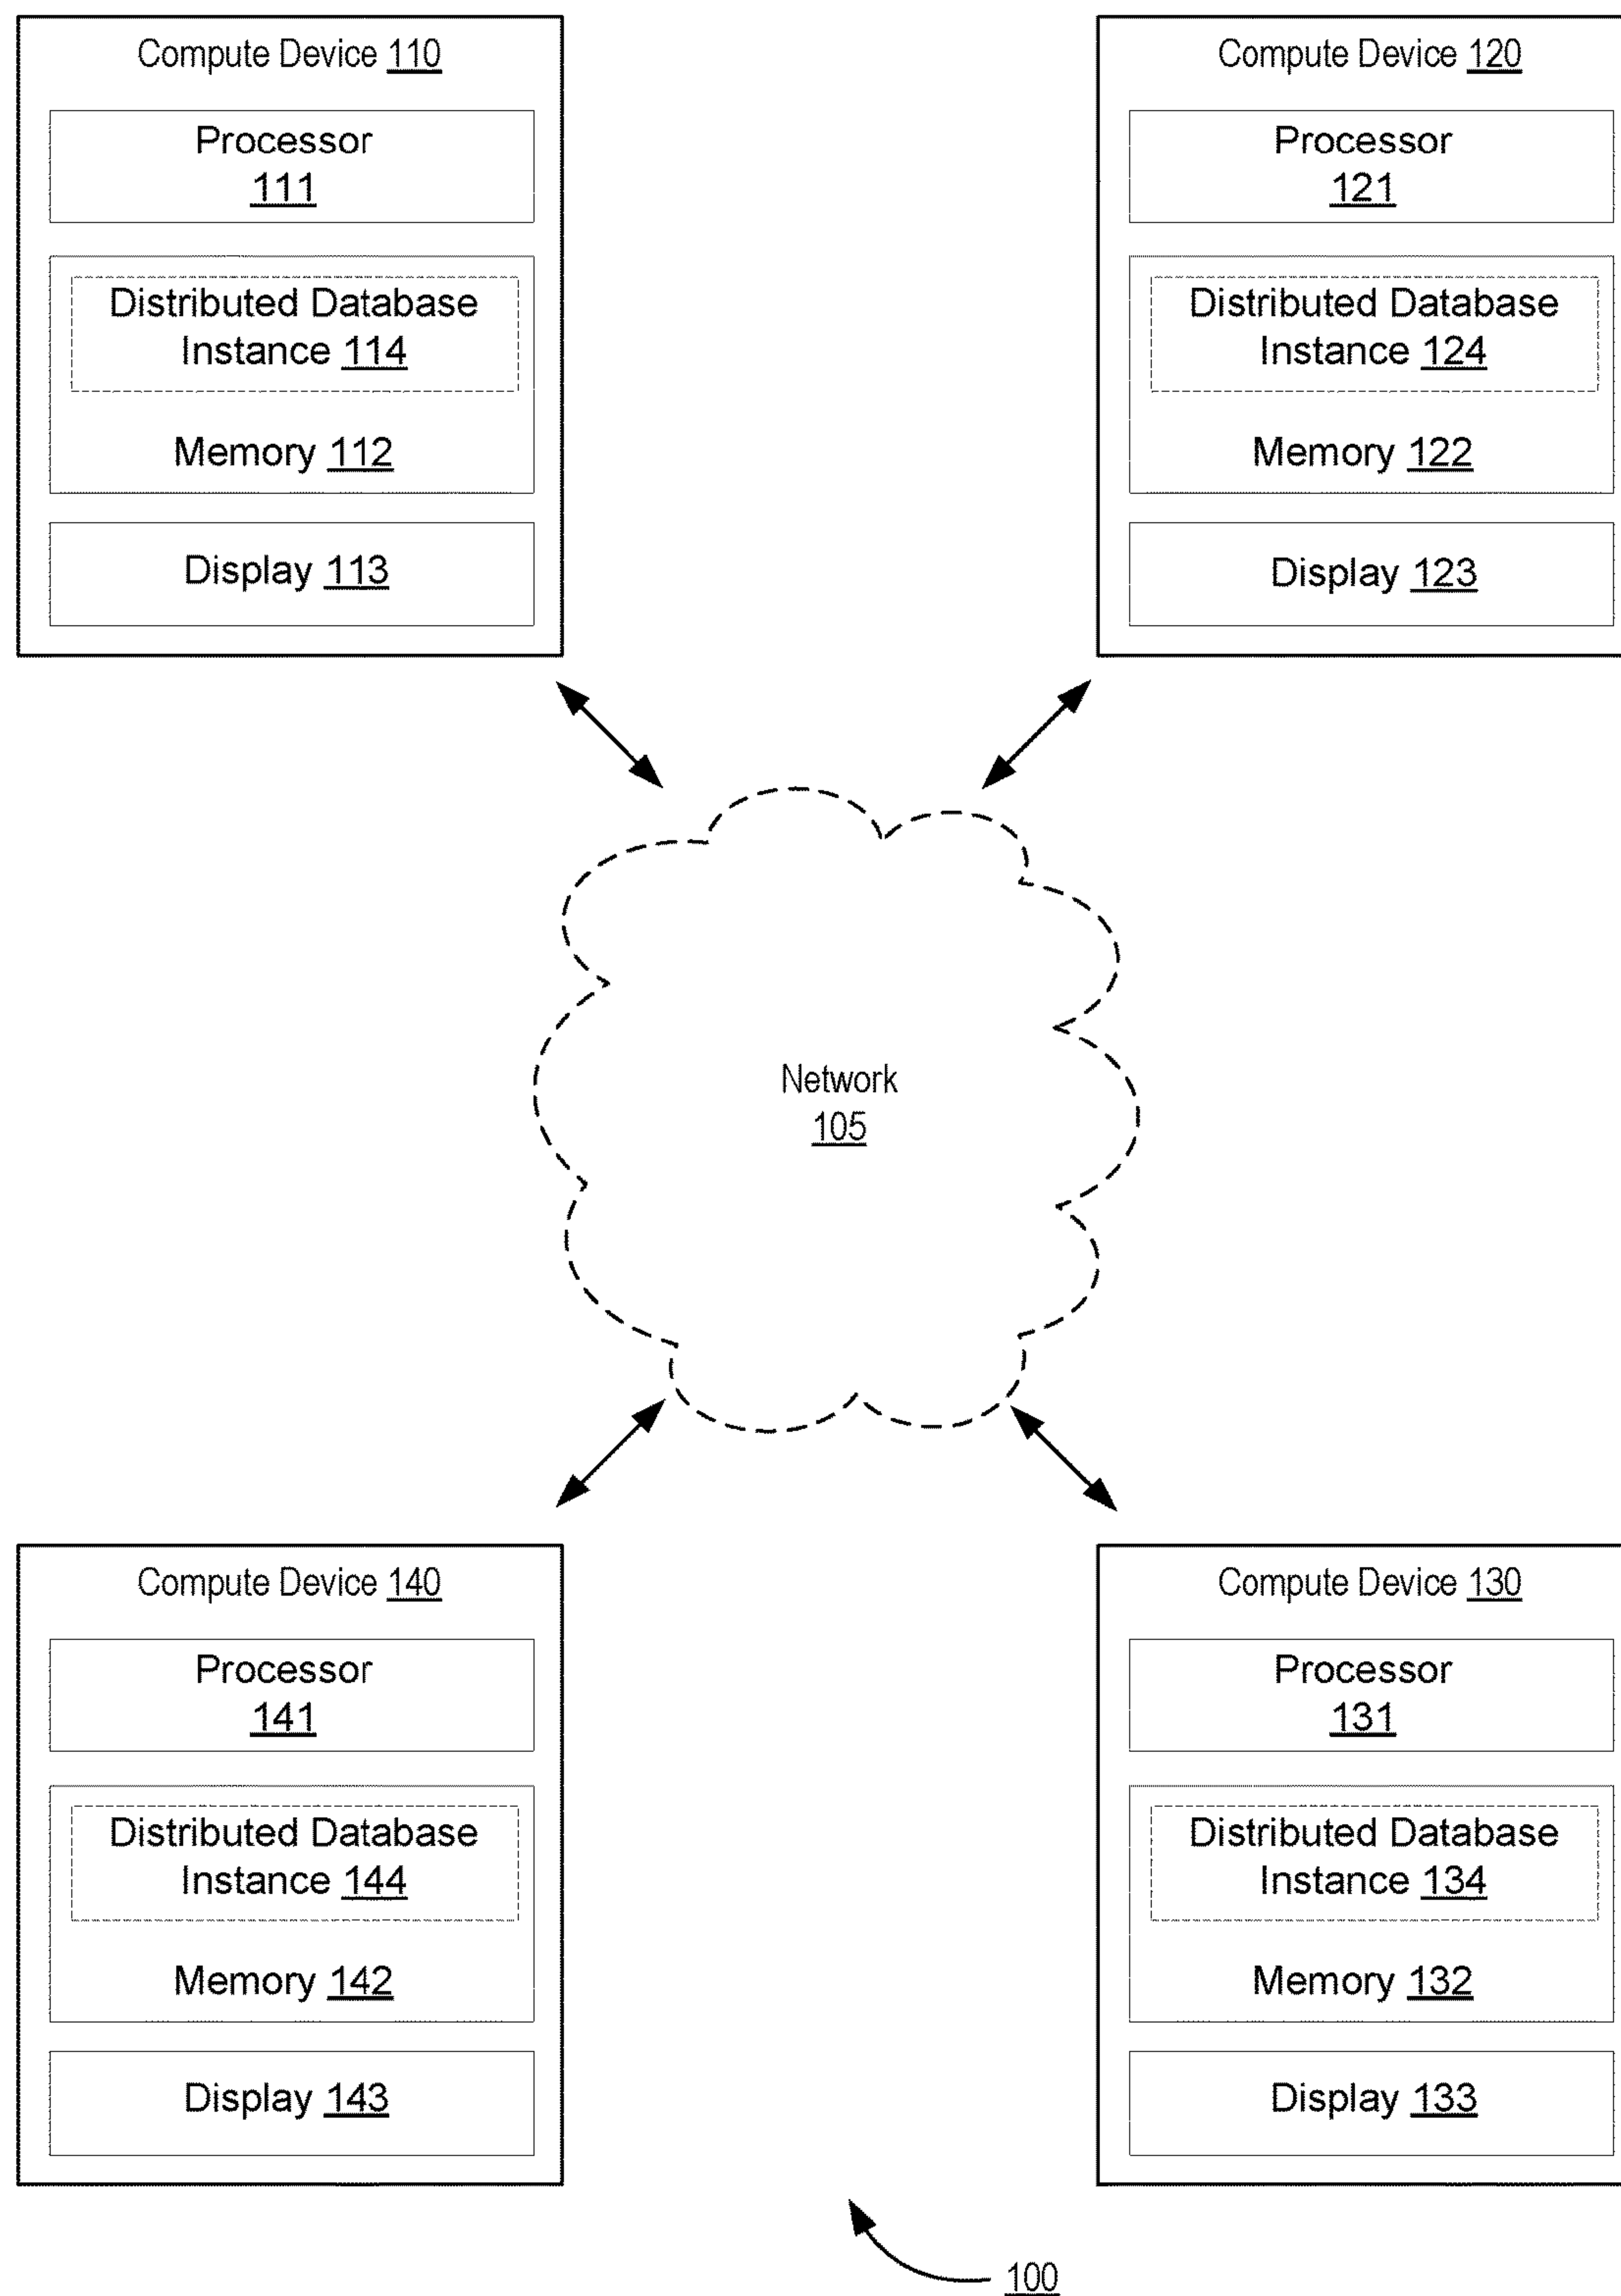 Compute Device 110
Processor
111
Distributed Database
Instance 114
Memory 112
Display 113
Compute Device 120
Processor
121
Distributed Database
Instance 124
Memory 122
Display 123
Network
105
Compute Device 140
Processor
141
Distributed Database
Instance 144
Memory 142
Display 143
Compute Device 130
Processor
131
Distributed Database
Instance 134
Memory 132
Display 133
100